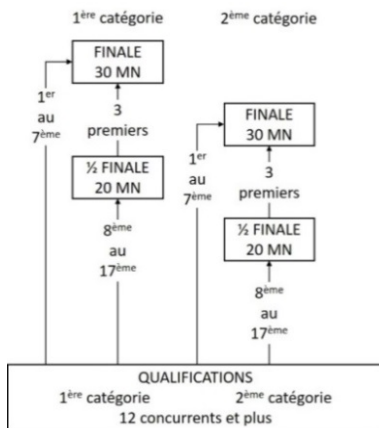 1ère catégorie
2ème catégorie
FINALE
30 MN
1er
au
7ème
3
premiers
½ FINALE
20 MN
8ème
au
17ème
FINALE
30 MN
1er
au
7ème
3
premiers
½ FINALE
20 MN
8ème
au
17ème
QUALIFICATIONS
1ère catégorie 2ème catégorie
12 concurrents et plus